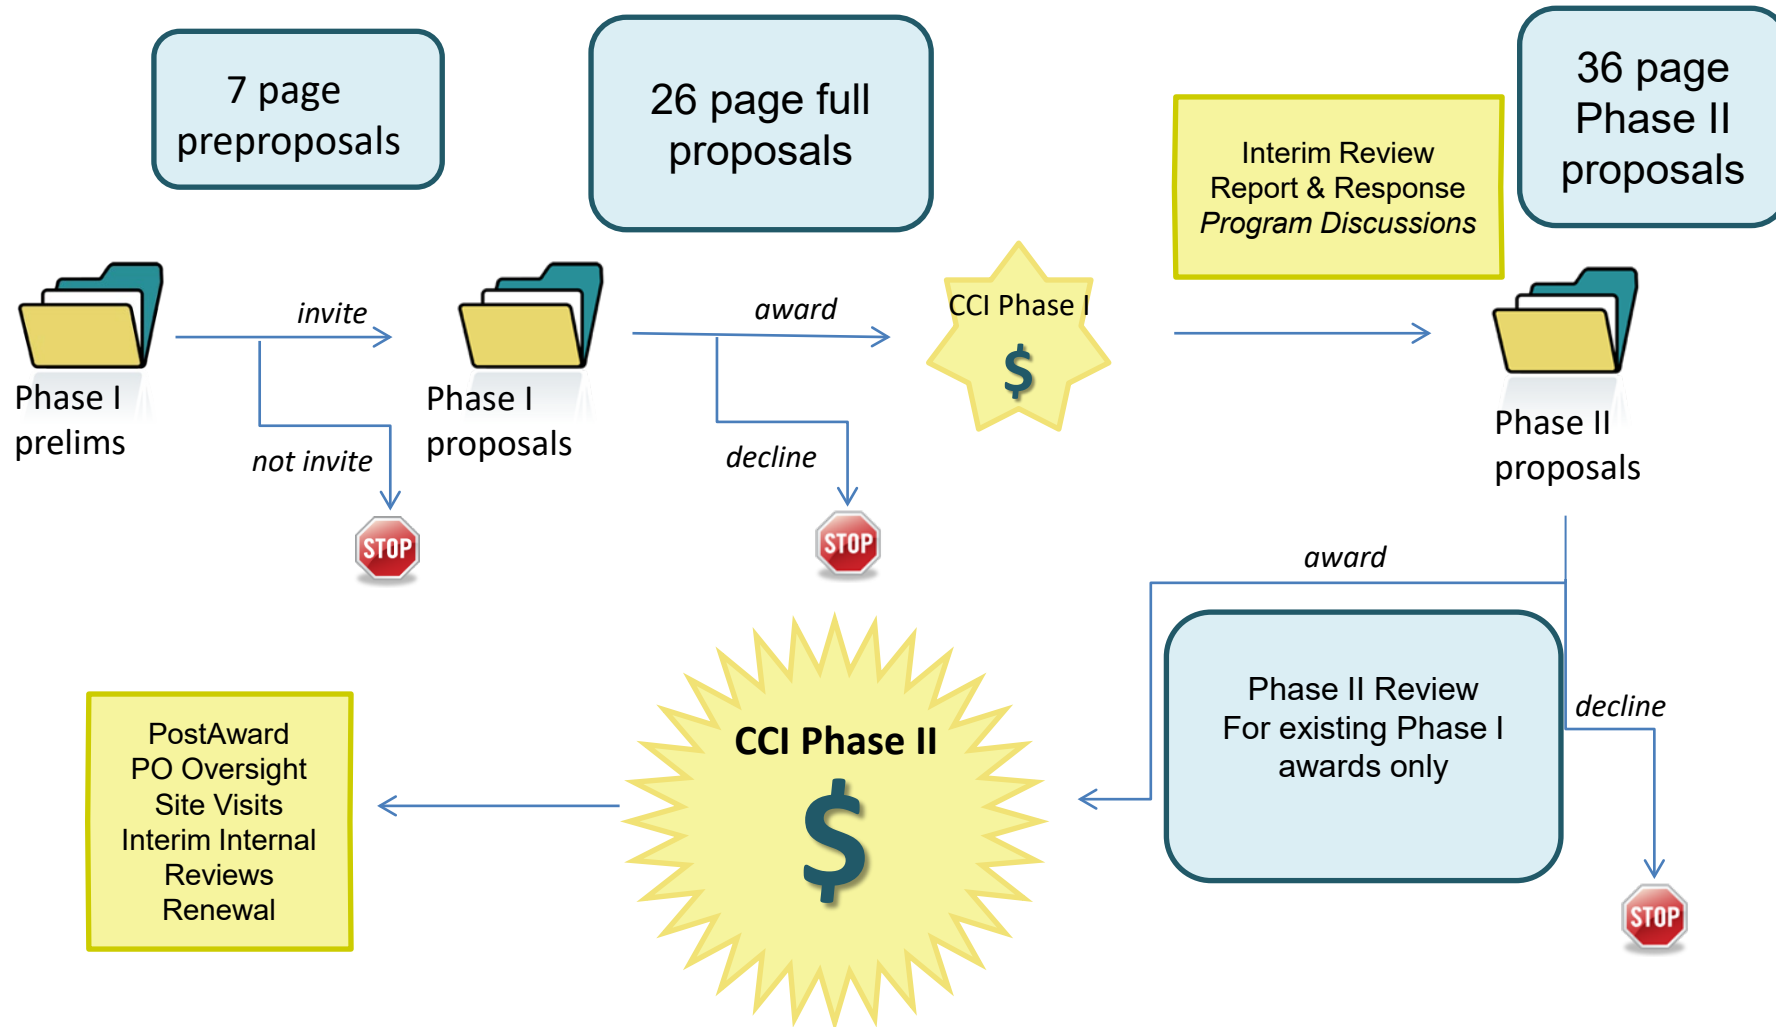 7 page
preproposals
26 page full
proposals
Interim Review
Report & Response
Program Discussions
36 page
Phase II
proposals
invite
award
CCI Phase I
$
Phase I
prelims
not invite
STOP
Phase I
proposals
decline
STOP
Phase II
proposals
award
Phase II Review
For existing Phase I
awards only
decline
STOP
CCI Phase II
$
PostAward
PO Oversight
Site Visits
Interim Internal
Reviews
Renewal